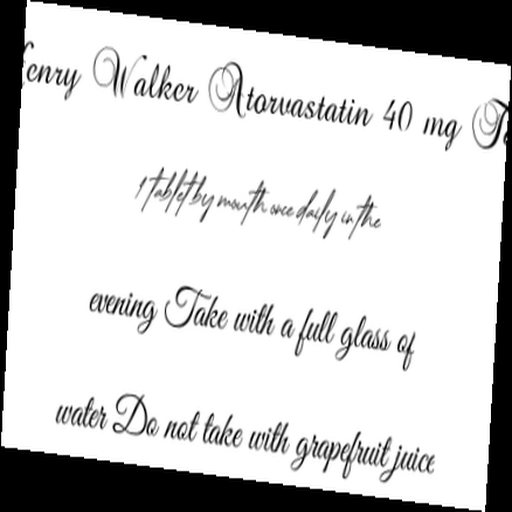 Walker Atorvastatin 40 mg
1 tablet by mouth once daily in the
evening Take with a full glass of
water Do not take with grapefruit juice